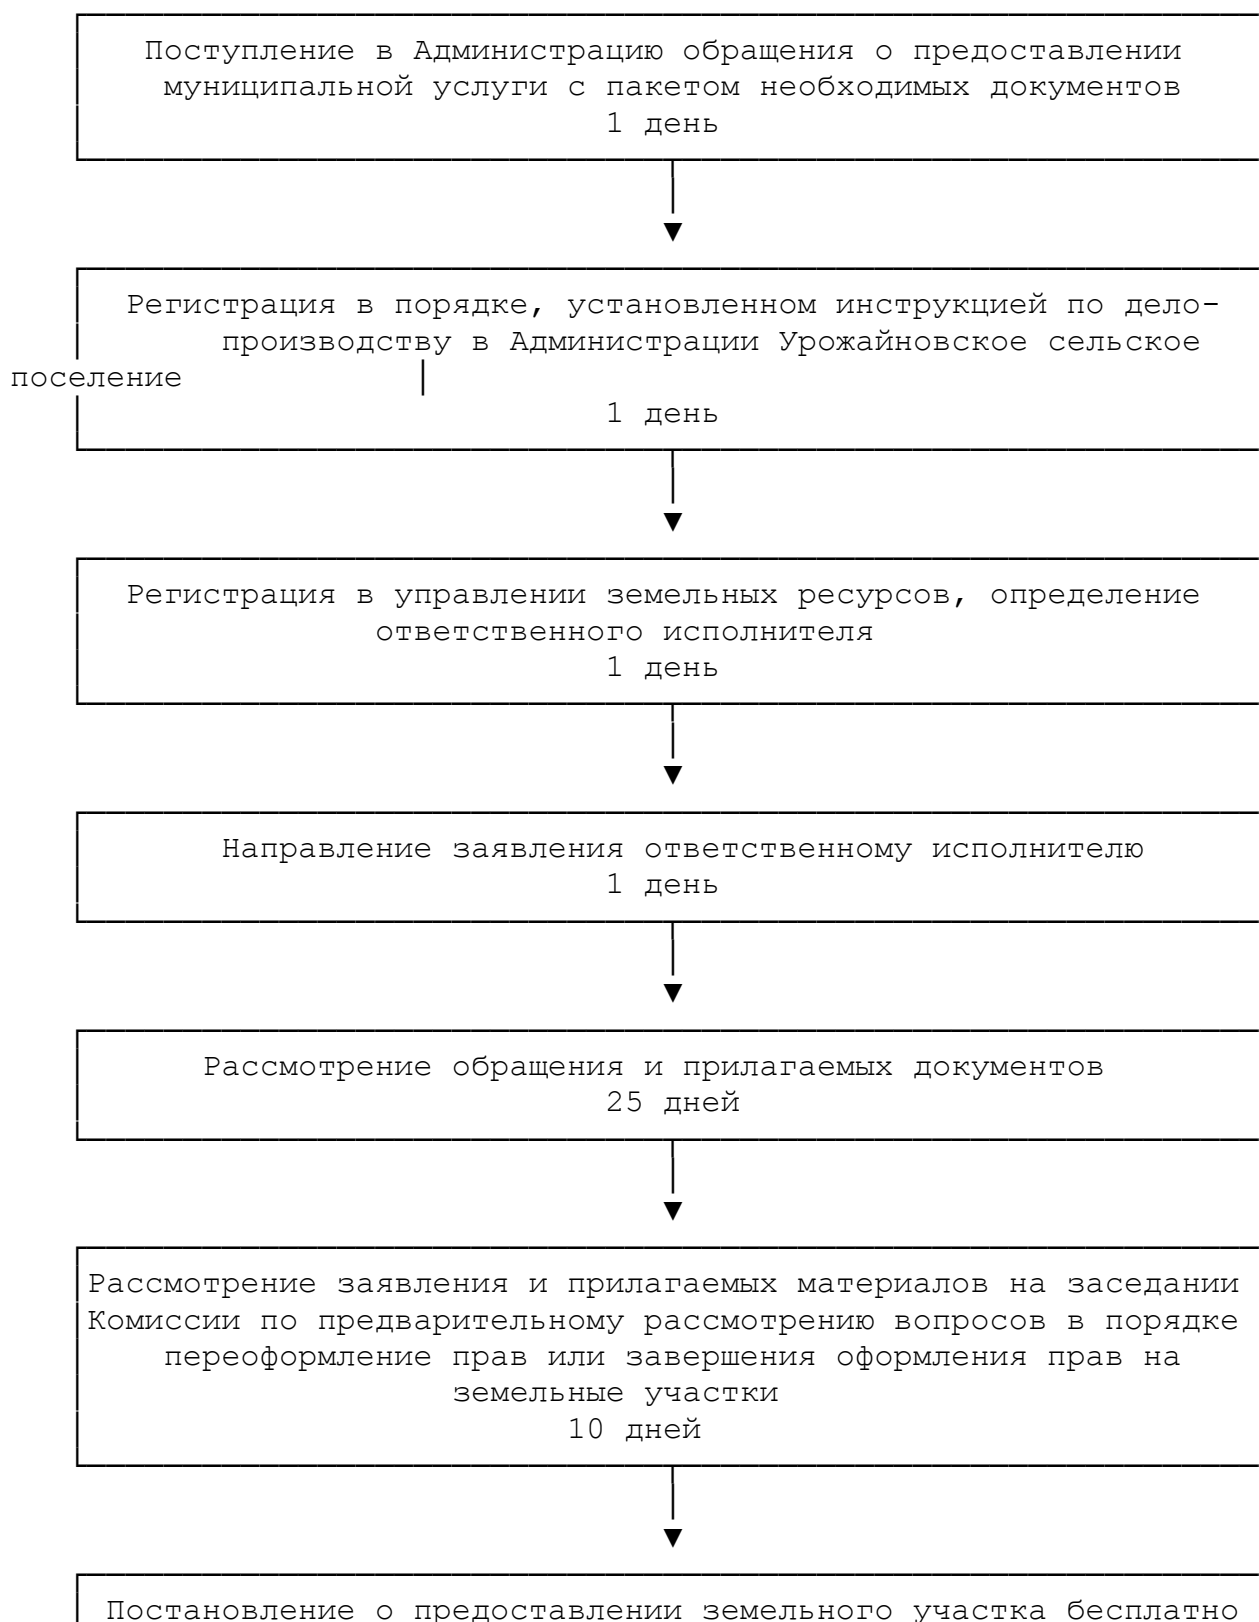 Поступление в Администрацию обращения о предоставлении
муниципальной услуги с пакетом необходимых документов
1 день
Регистрация в порядке, установленном инструкцией по дело-
производству в Администрации Урожайновское сельское
поселение
1 день
Регистрация в управлении земельных ресурсов, определение
ответственного исполнителя
1 день
Направление заявления ответственному исполнителю
1 день
Рассмотрение обращения и прилагаемых документов
25 дней
Рассмотрение заявления и прилагаемых материалов на заседании
Комиссии по предварительному рассмотрению вопросов в порядке
переоформление прав или завершения оформления прав на
земельные участки
10 дней
Постановление о предоставлении земельного участка бесплатно